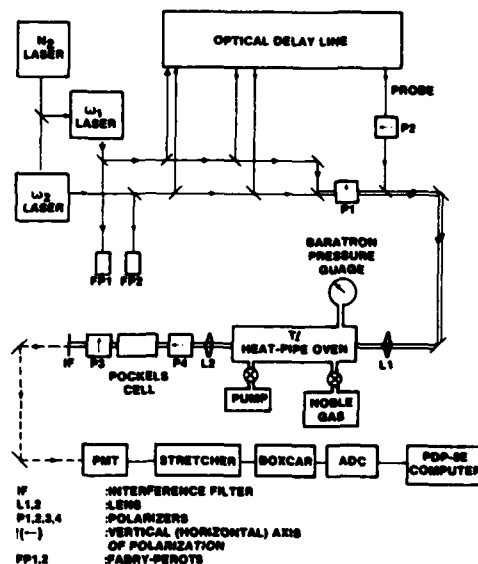 N2
LASER
OPTICAL DELAY LINE
ω1
LASER
PROBE
P2
ω2
LASER
P1
FP1 FP2
BARATRON
PRESSURE
GUAGE
Tl
HEAT-PIPE OVEN
IF
P3
POCKELS
CELL
P4
L2
L1
PUMP
NOBLE
GAS
PMT
STRETCHER
BOXCAR
ADC
PDP-8E
COMPUTER
IF :INTERFERENCE FILTER
L1,2 :LENS
P1,2,3,4 :POLARIZERS
↑(←) :VERTICAL (HORIZONTAL) AXIS
OF POLARIZATION
FP1,2 :FABRY-PEROTS